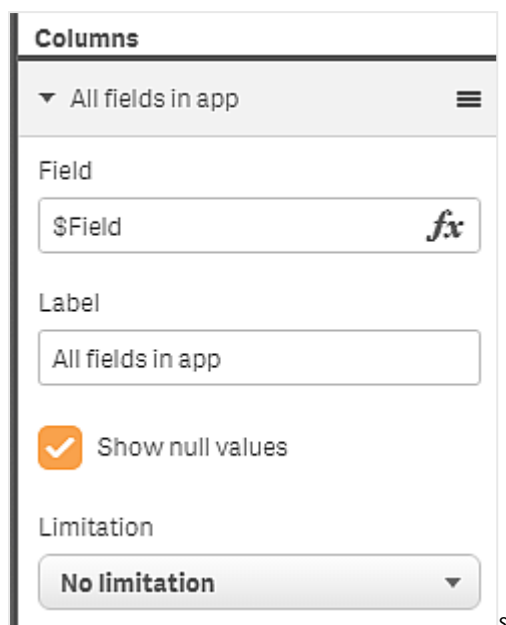 Columns
All fields in app
Field
$Field
fx
Label
All fields in app
Show null values
Limitation
No limitation
s